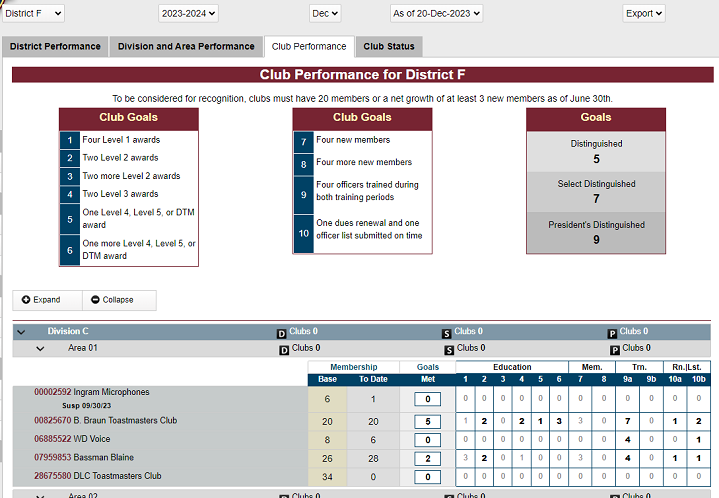 District F 2023-2024 Dec As of 20-Dec-2023 Export
District Performance Division and Area Performance Club Performance Club Status
Club Performance for District F
To be considered for recognition, clubs must have 20 members or a net growth of at least 3 new members as of June 30th.
Club Goals
1 Four Level 1 awards
2 Two Level 2 awards
3 Two more Level 2 awards
4 Two Level 3 awards
5 One Level 4, Level 5, or DTM
award
6 One more Level 4, Level 5, or
DTM award
Club Goals
7 Four new members
8 Four more new members
9 Four officers trained during
both training periods
10 One dues renewal and one
officer list submitted on time
Goals
Distinguished
5
Select Distinguished
7
President's Distinguished
9
Expand Collapse
Division C D Clubs 0 S Clubs 0 P Clubs 0
Area 01 D Clubs 0 S Clubs 0 P Clubs 0
Membership Goals Education Mem. Trn. Rn.|Lst.
Base To Date Met 1 2 3 4 5 6 7 8 9a 9b 10a 10b
00002592 Ingram Microphones 6 1 0 0 0 0 0 0 0 0 0 0 0 0 0
Susp 09/30/23
00825670 B. Braun Toastmasters Club 20 20 5 1 2 0 2 1 3 3 0 7 0 1 2
06885522 WD Voice 8 6 0 0 0 0 0 0 0 0 0 4 0 0 1
07959853 Bassman Blaine 26 28 2 3 2 0 1 0 0 3 0 4 0 1 1
28675580 DLC Toastmasters Club 34 0 0 0 0 0 0 0 0 0 0 0 0 0 0
Area 02 Clubs 0 Clubs 0 Clubs 0